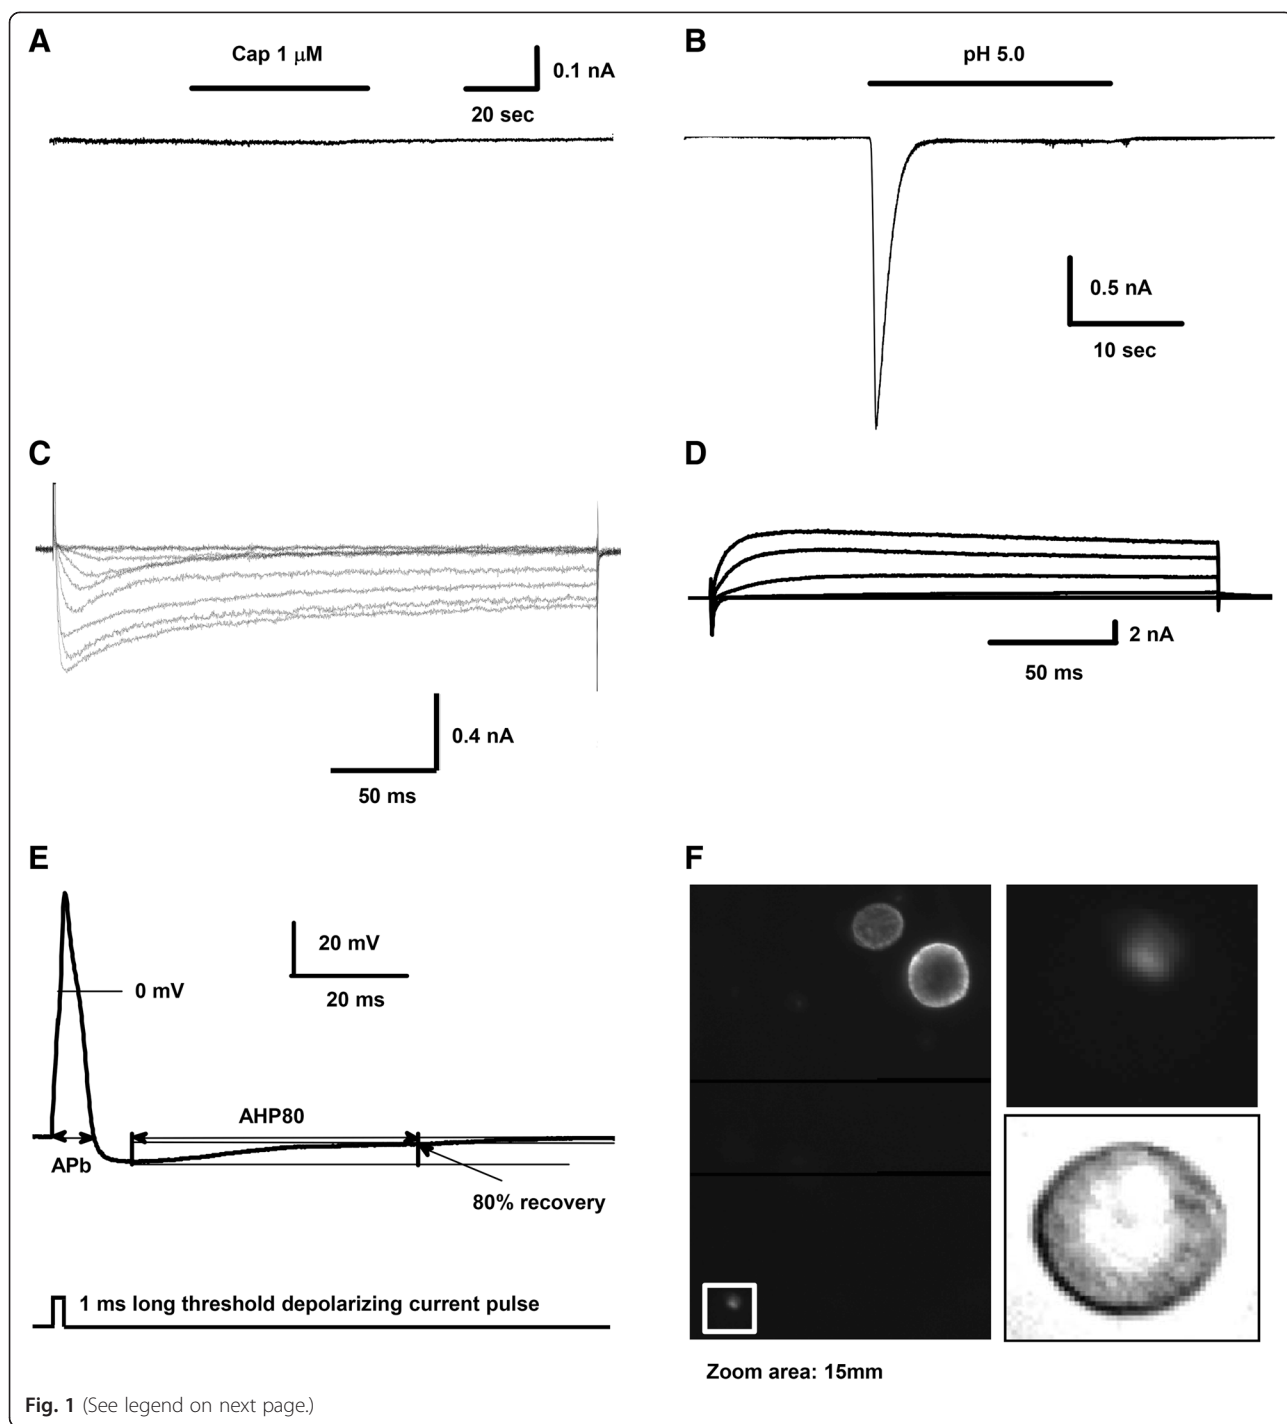 A
Cap 1 μM
0.1 nA
20 sec
B
pH 5.0
0.5 nA
10 sec
C
0.4 nA
50 ms
D
2 nA
50 ms
E
20 mV
20 ms
0 mV
AHP80
APb
80% recovery
1 ms long threshold depolarizing current pulse
F
Zoom area: 15mm
Fig. 1 (See legend on next page.)